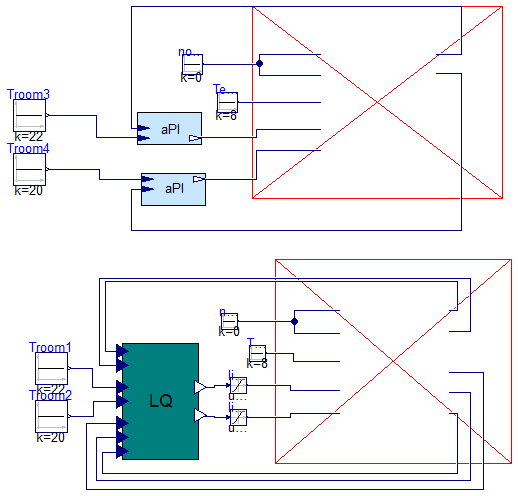 no...
k=0
Te...
k=8
Troom3
k=22
aPI
Troom4
k=20
aPI
n...
k=0
T...
k=8
Troom1
k=22
Troom2
k=20
LQ
li...
u...
li...
u...